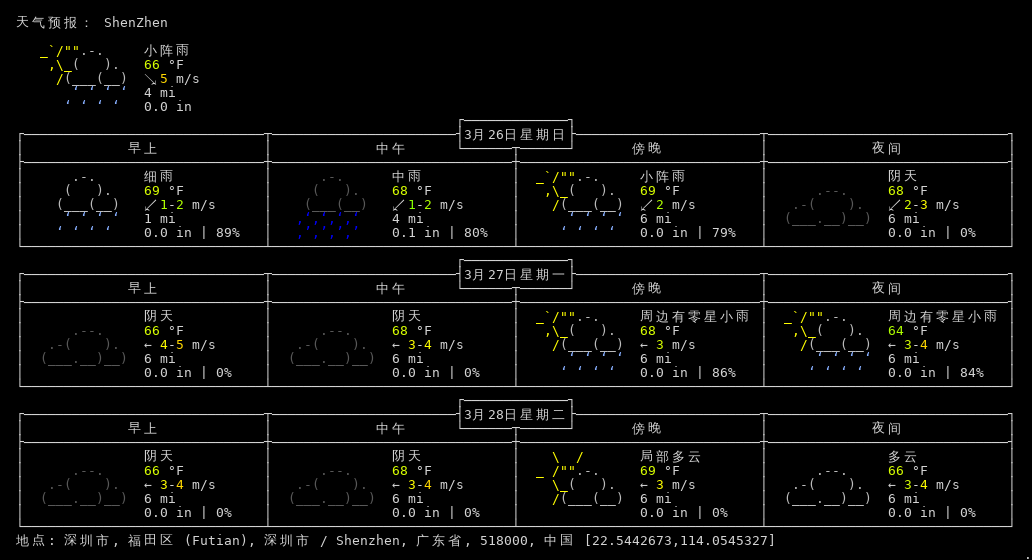 天气预报： ShenZhen
小阵雨
66 °F
↘5 m/s
4 mi
0.0 in
3月26日星期日
早上 中午 傍晚 夜间
细雨 中雨 小阵雨 阴天
69 °F 68 °F 69 °F 68 °F
↙1-2 m/s ↙1-2 m/s ↙2 m/s ↙2-3 m/s
1 mi 4 mi 6 mi 6 mi
0.0 in | 89% 0.1 in | 80% 0.0 in | 79% 0.0 in | 0%
3月27日星期一
早上 中午 傍晚 夜间
阴天 阴天 周边有零星小雨 周边有零星小雨
66 °F 68 °F 68 °F 64 °F
← 4-5 m/s ← 3-4 m/s ← 3 m/s ← 3-4 m/s
6 mi 6 mi 6 mi 6 mi
0.0 in | 0% 0.0 in | 0% 0.0 in | 86% 0.0 in | 84%
3月28日星期二
早上 中午 傍晚 夜间
阴天 阴天 局部多云 多云
66 °F 68 °F 69 °F 66 °F
← 3-4 m/s ← 3-4 m/s ← 3 m/s ← 3-4 m/s
6 mi 6 mi 6 mi 6 mi
0.0 in | 0% 0.0 in | 0% 0.0 in | 0% 0.0 in | 0%
地点: 深圳市, 福田区 (Futian), 深圳市 / Shenzhen, 广东省, 518000, 中国 [22.5442673,114.0545327]